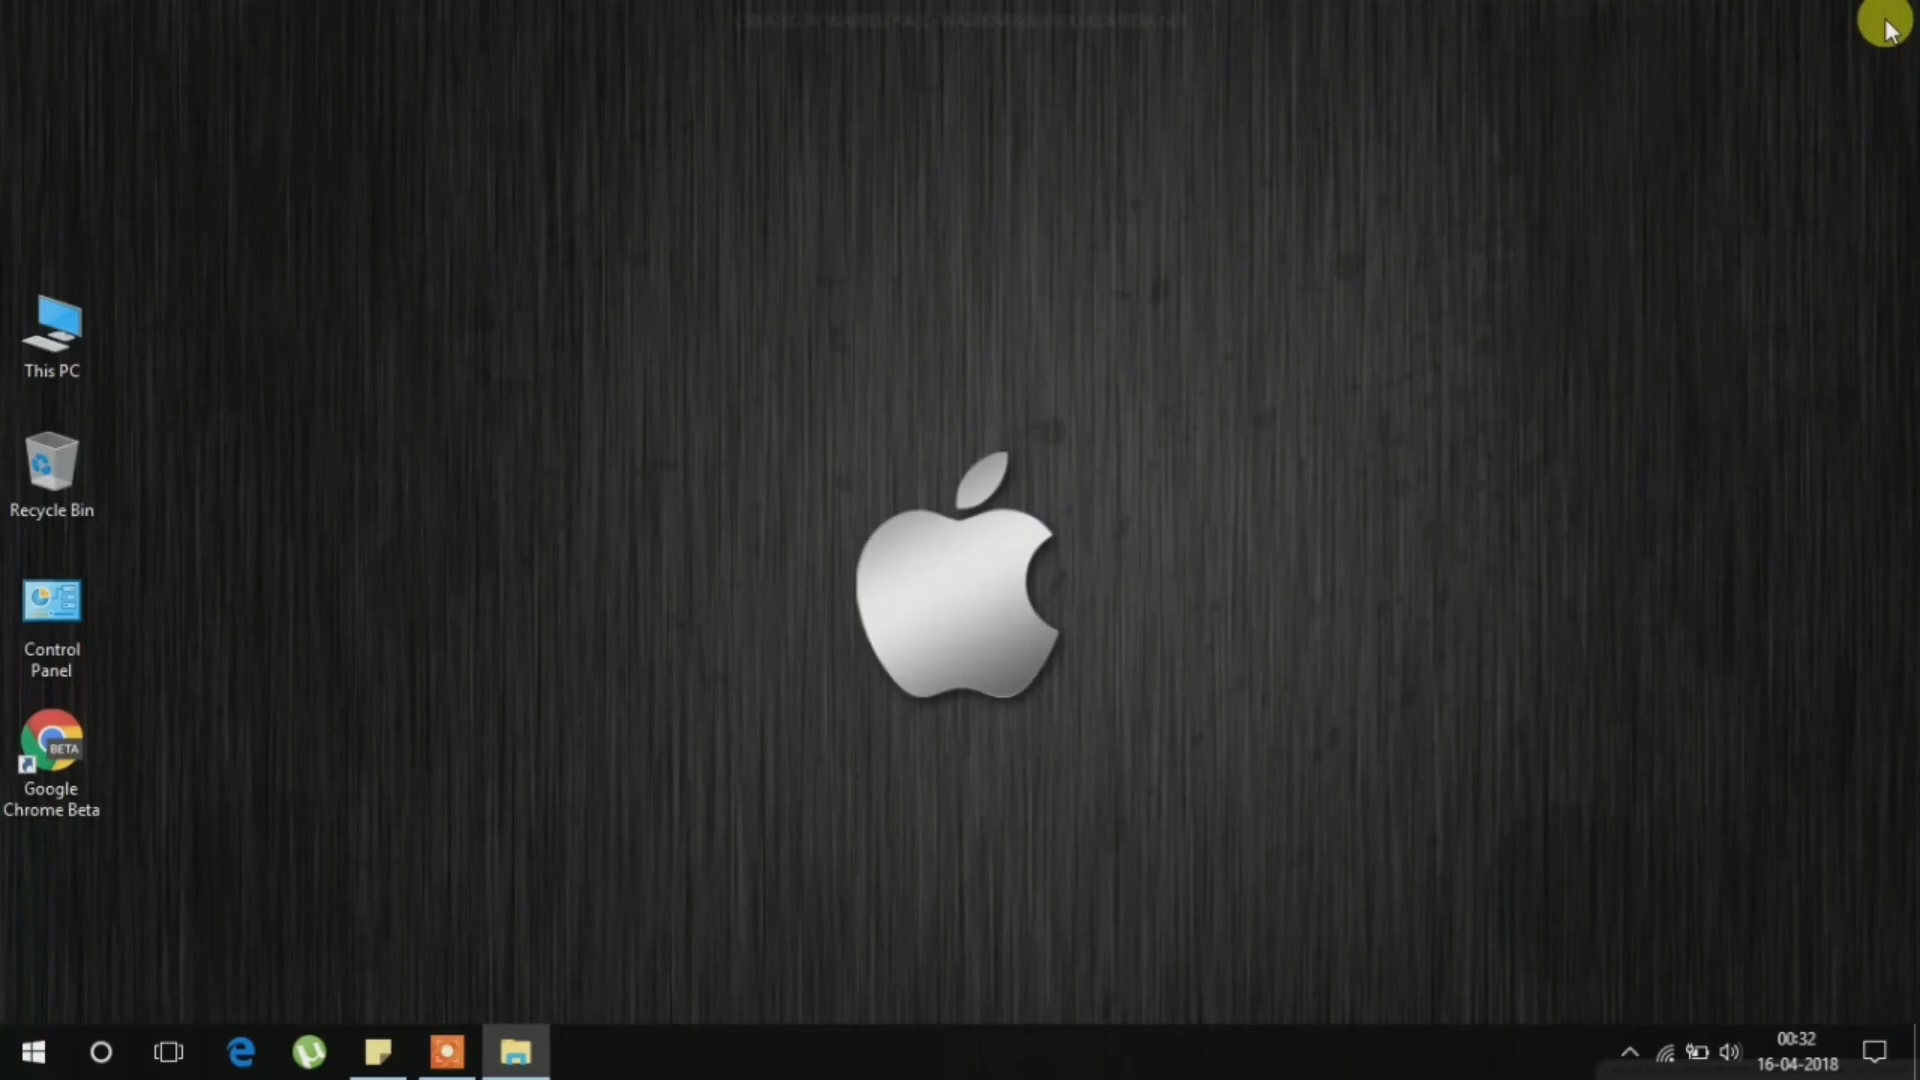 This PC
Recycle Bin
Control
Panel
BETA
Google
Chrome Beta
00:32
16-04-2018